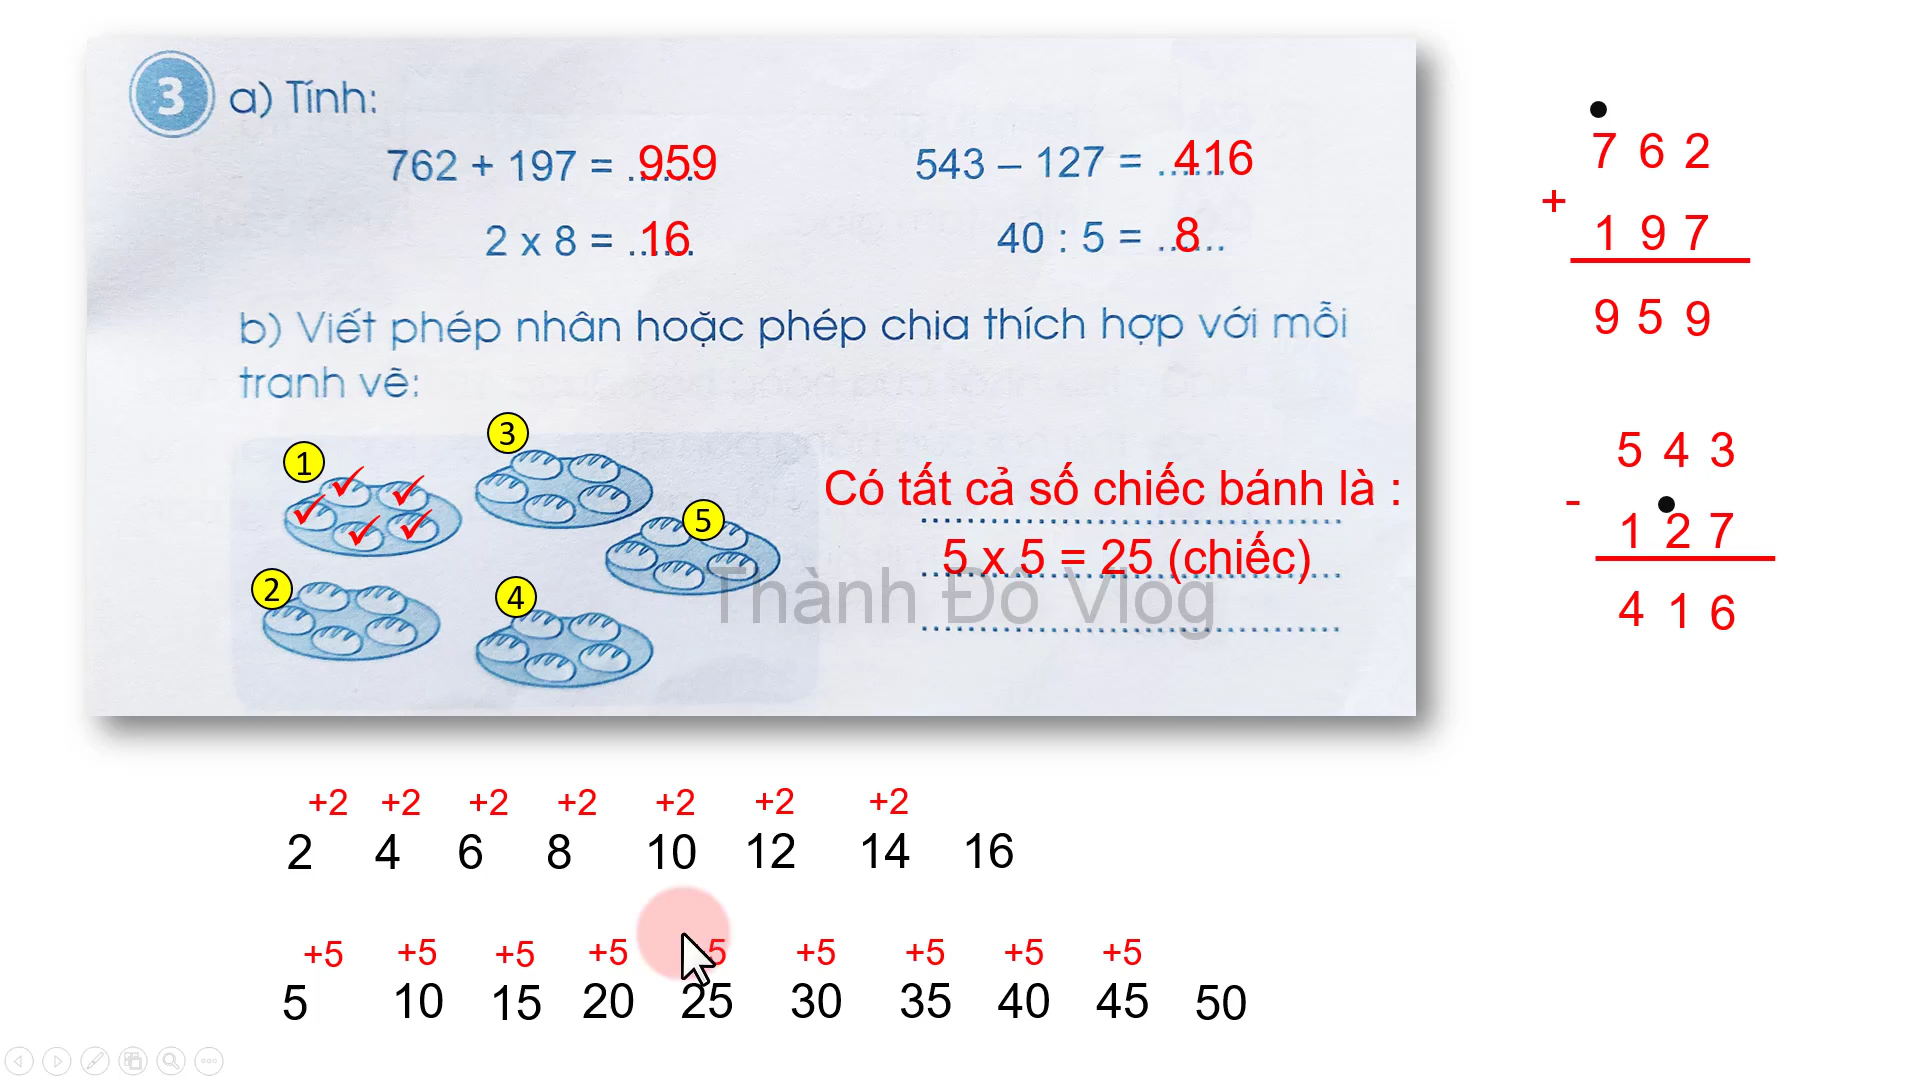 3 a) Tính:
762 + 197 = 959
543 – 127 = 416
2 x 8 = 16
40 : 5 = 8
b) Viết phép nhân hoặc phép chia thích hợp với mỗi
tranh vẽ:
1
3
5
2
4
Có tất cả số chiếc bánh là :
5 x 5 = 25 (chiếc)
Thành Đô Vlog
7 6 2
+
1 9 7
9 5 9
5 4 3
-
1 2 7
4 1 6
+2 +2 +2 +2 +2 +2 +2
2 4 6 8 10 12 14 16
+5 +5 +5 +5 5 +5 +5 +5 +5
5 10 15 20 25 30 35 40 45 50